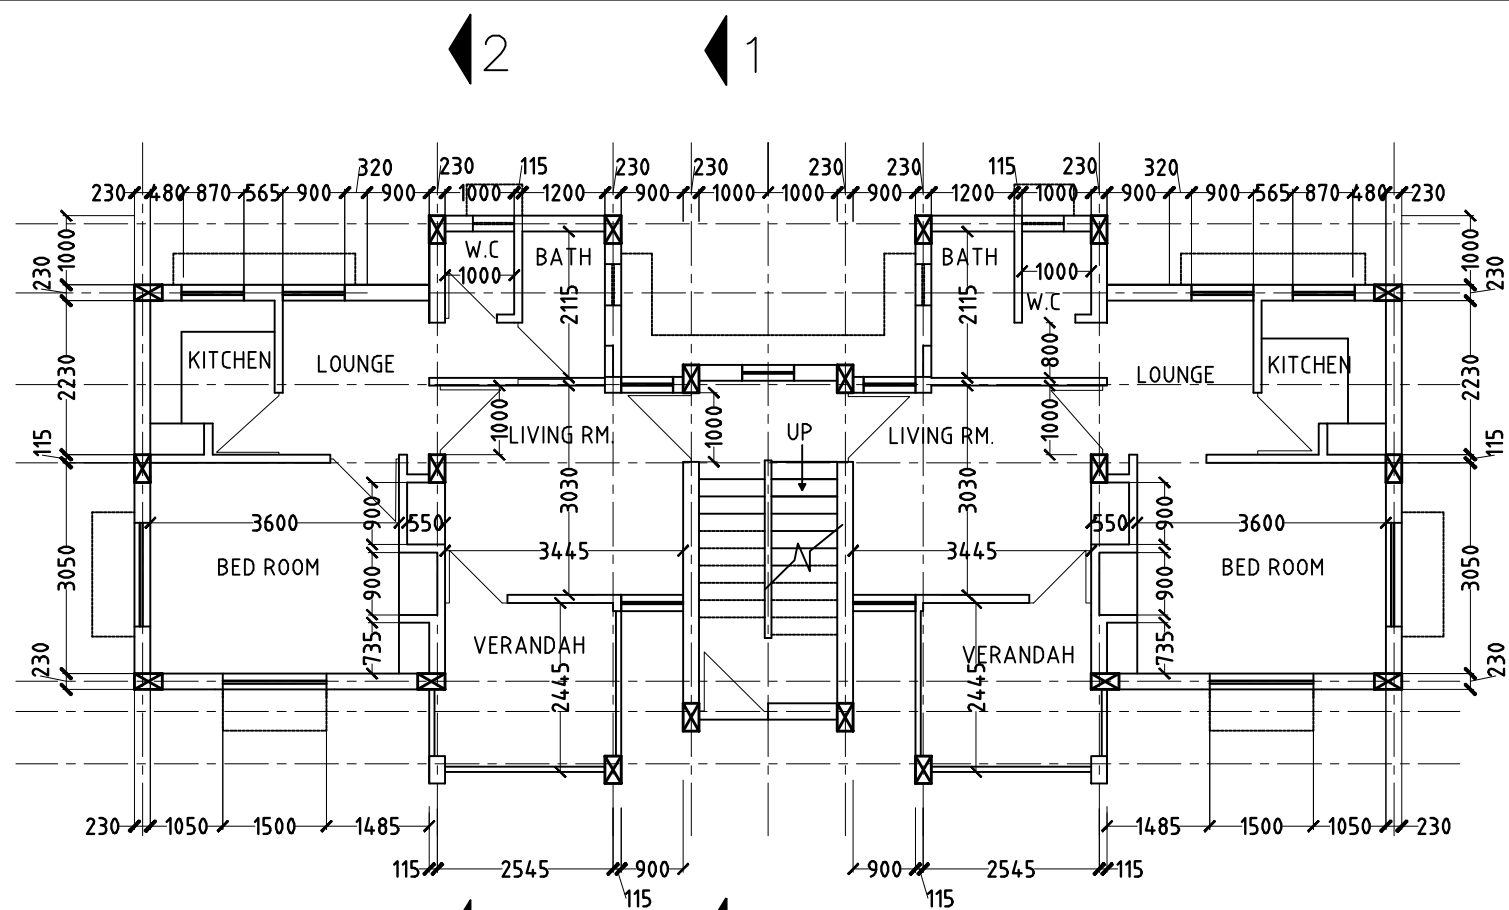 2 1
320 230 115 230 230 230 230 115 230 320
230 480 870 565 900 900 1000 1200 900 1000 1000 900 1200 1000 900 900 565 870 480 230
1000 230 2230 115 3050 230
W.C BATH BATH
1000 1000
W.C
2115 2115 800
KITCHEN LOUNGE LOUNGE KITCHEN
1000 LIVING RM. 1000 UP LIVING RM. 1000
3030 3030
900 900
3600 550 550 3600
3445 3445
BED ROOM BED ROOM
900 900
VERANDAH VERANDAH
735 735
2445 2445
1000 230 2230 115 3050 230
230 1050 1500 1485 1485 1500 1050 230
115 2545 900 900 2545 115
115 115